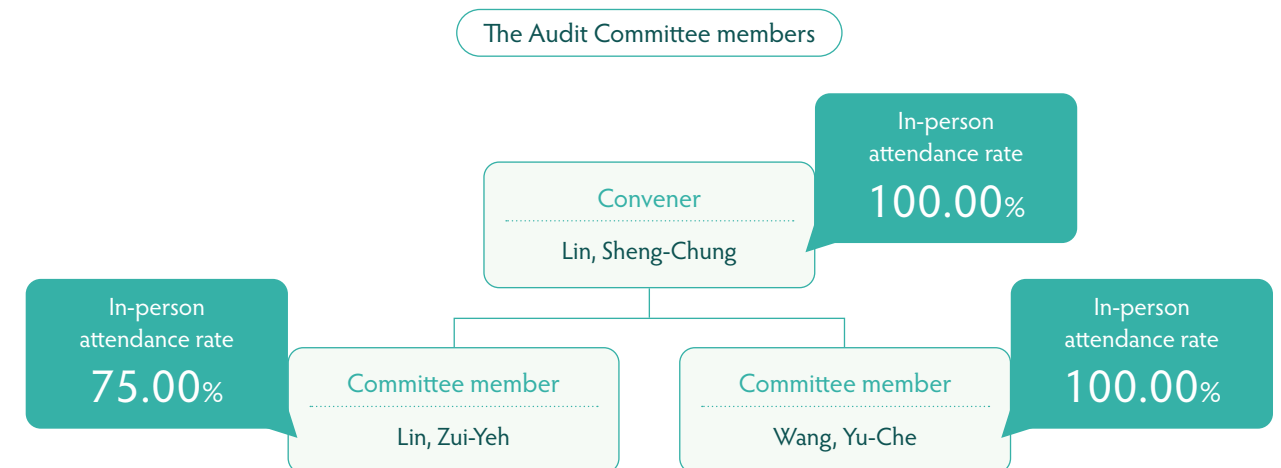 The Audit Committee members
In-person
attendance rate
100.00%
Convener
Lin, Sheng-Chung
In-person
attendance rate
75.00%
Committee member
Lin, Zui-Yeh
Committee member
Wang, Yu-Che
In-person
attendance rate
100.00%